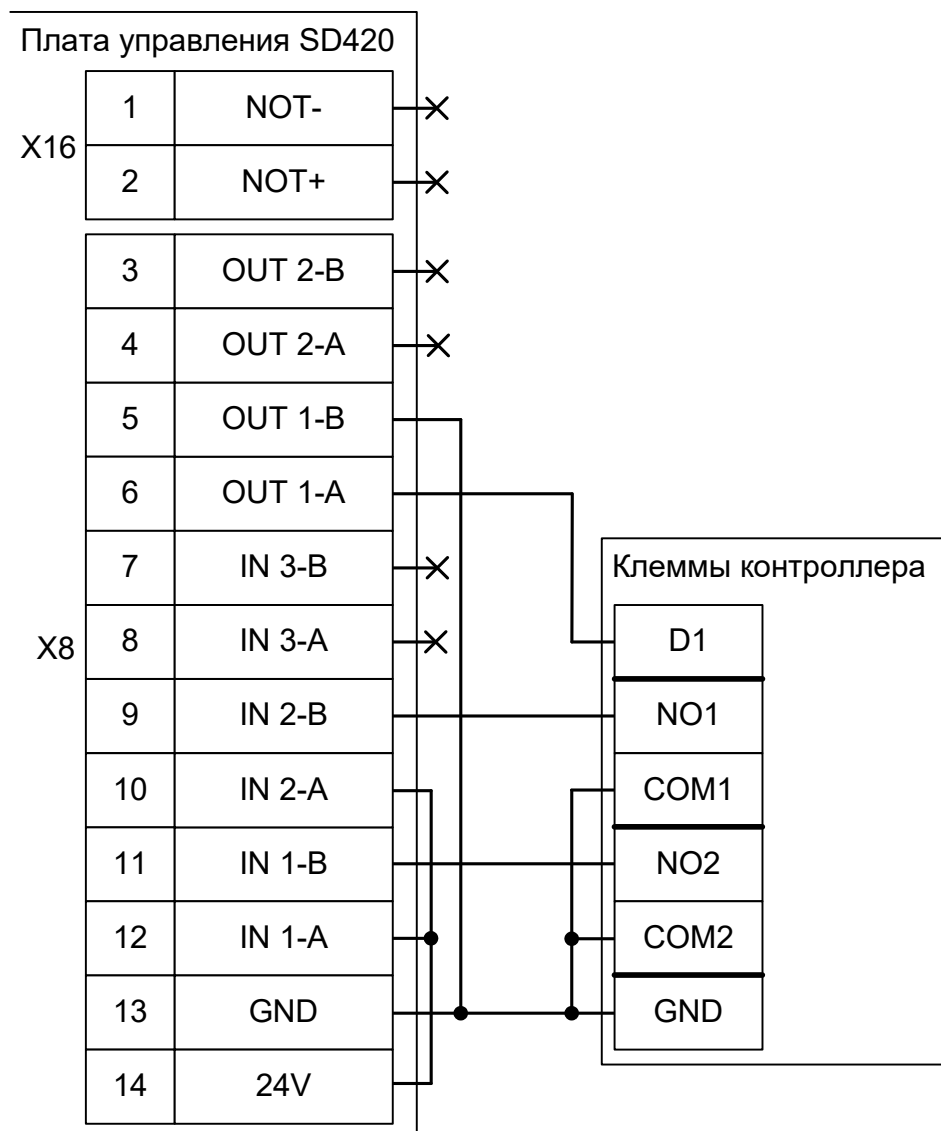 Плата управления SD420
X16
1 NOT-
2 NOT+
3 OUT 2-B
4 OUT 2-A
5 OUT 1-B
6 OUT 1-A
7 IN 3-B
X8
8 IN 3-A
9 IN 2-B
10 IN 2-A
11 IN 1-B
12 IN 1-A
13 GND
14 24V
Клеммы контроллера
D1
NO1
COM1
NO2
COM2
GND